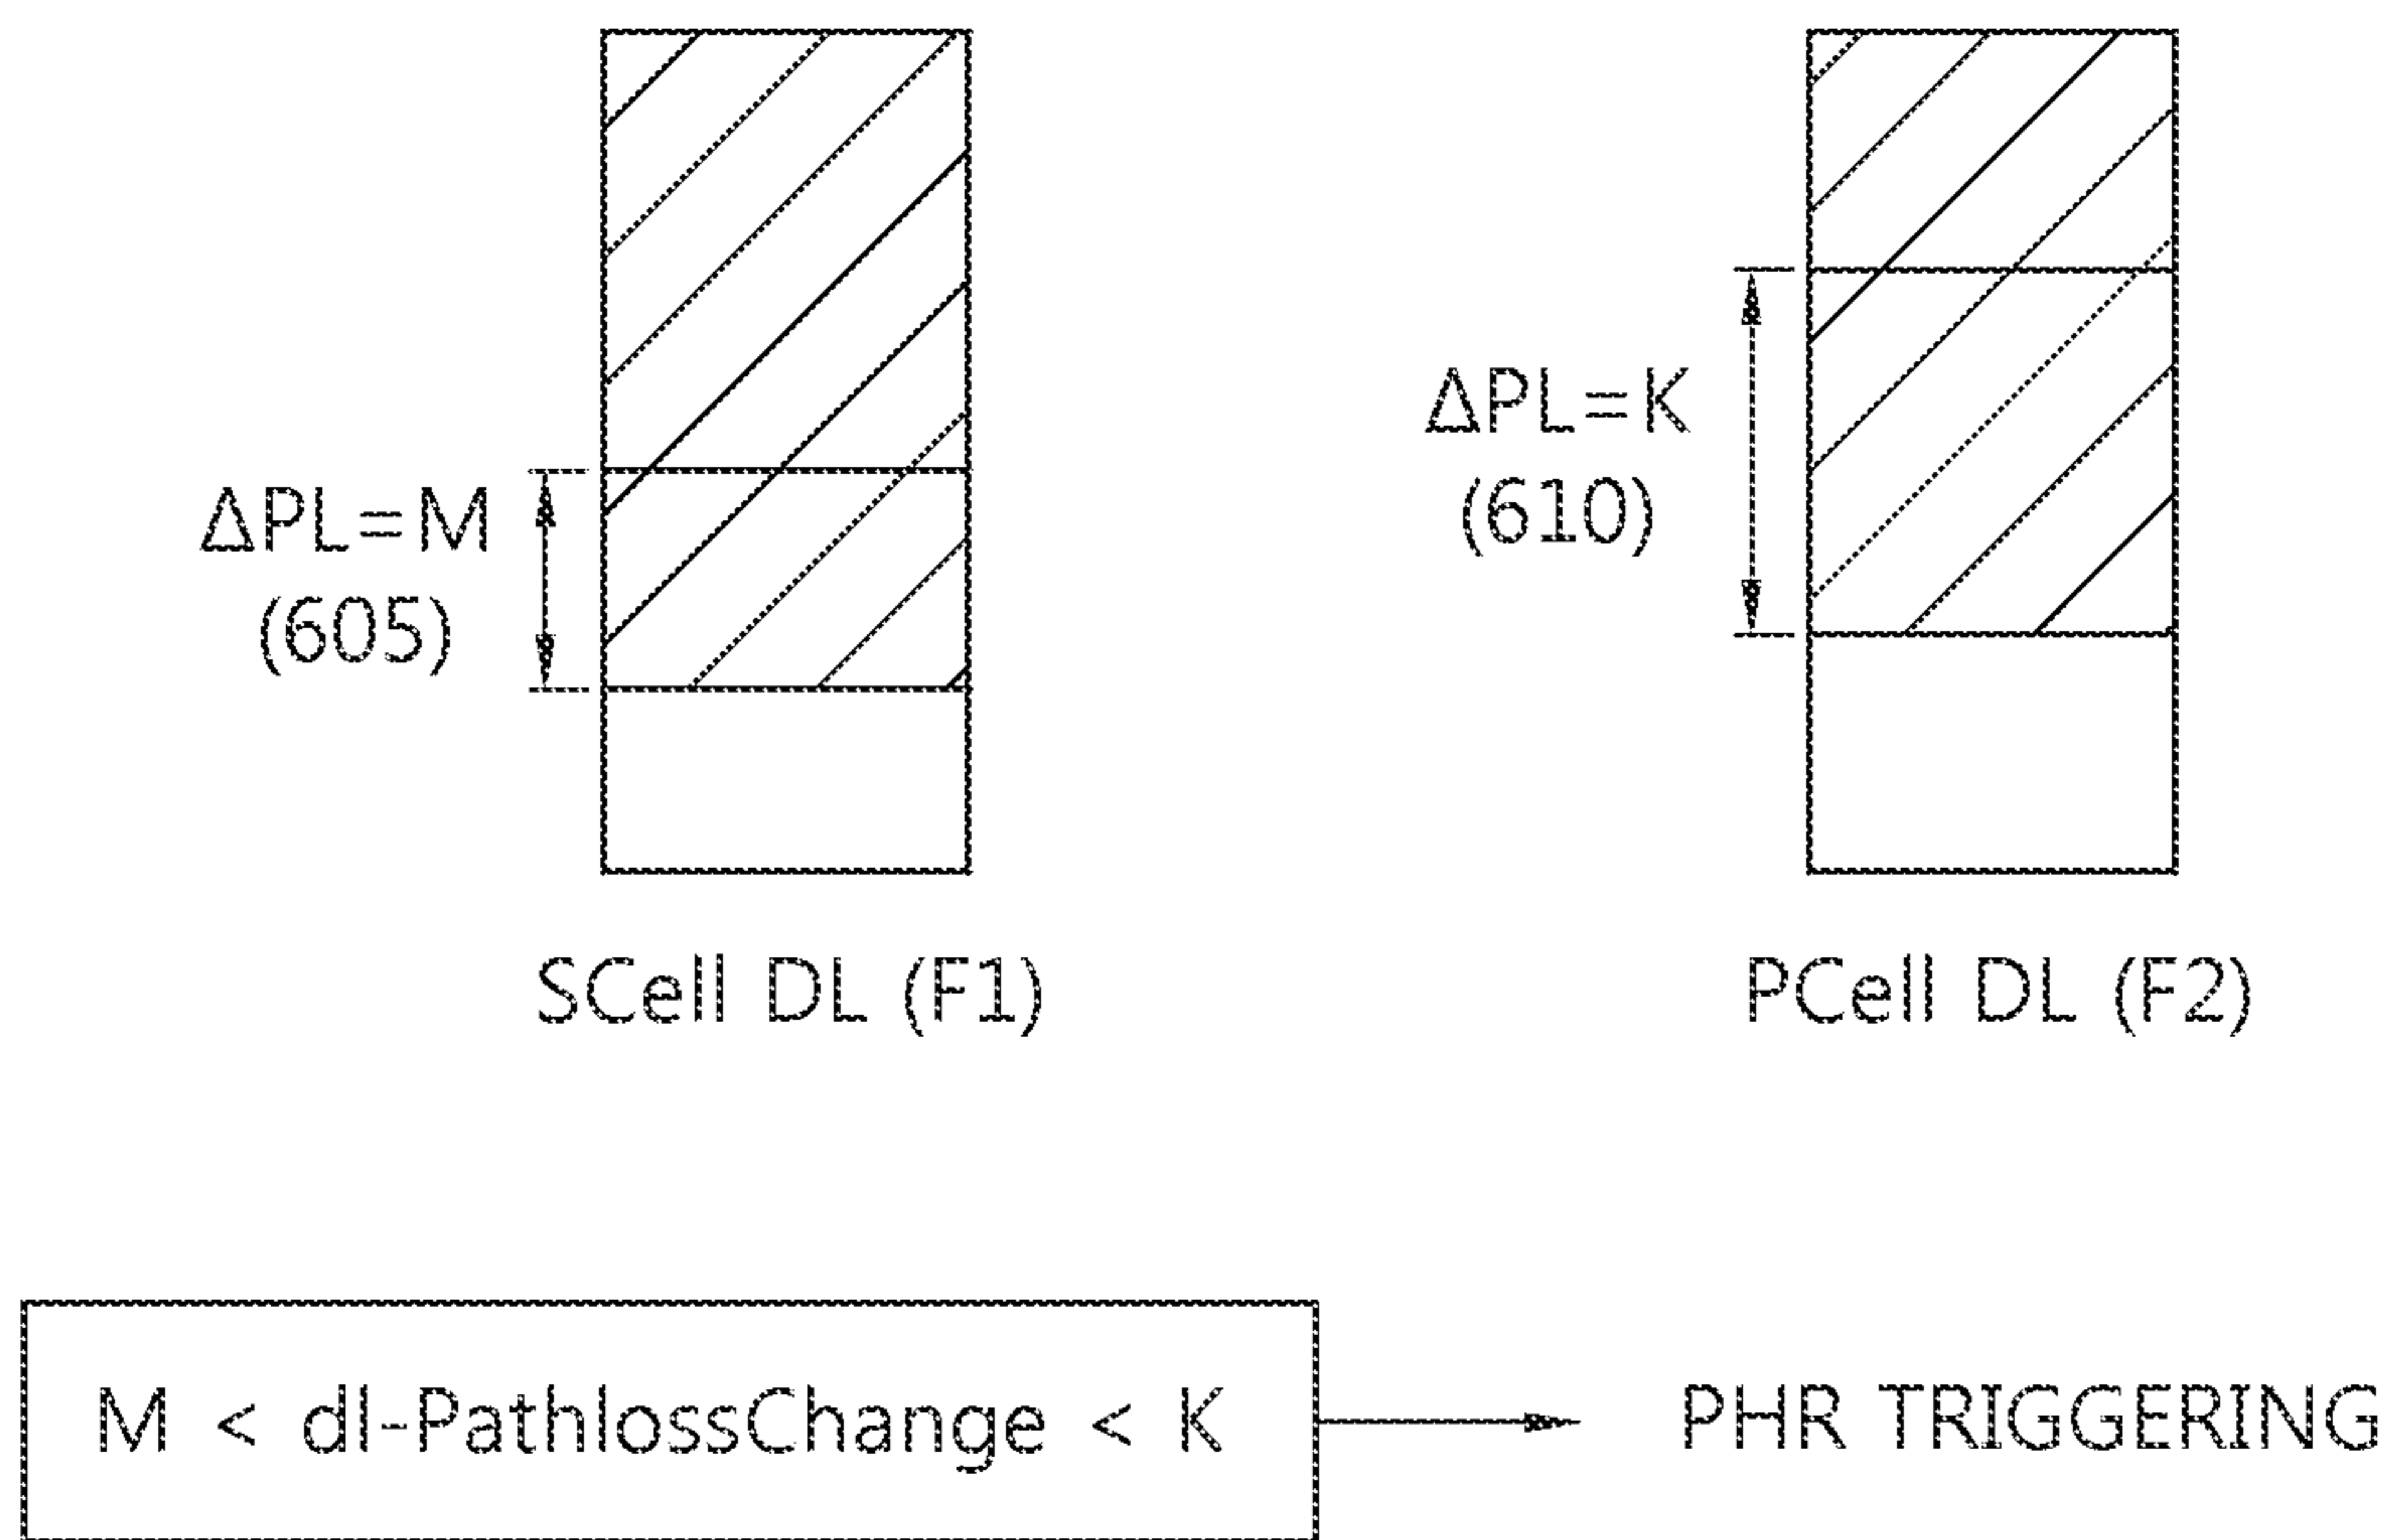 ΔPL=K
(610)
ΔPL=M
(605)
SCell DL (F1)
PCell DL (F2)
M < dl-PathlossChange < K
PHR TRIGGERING